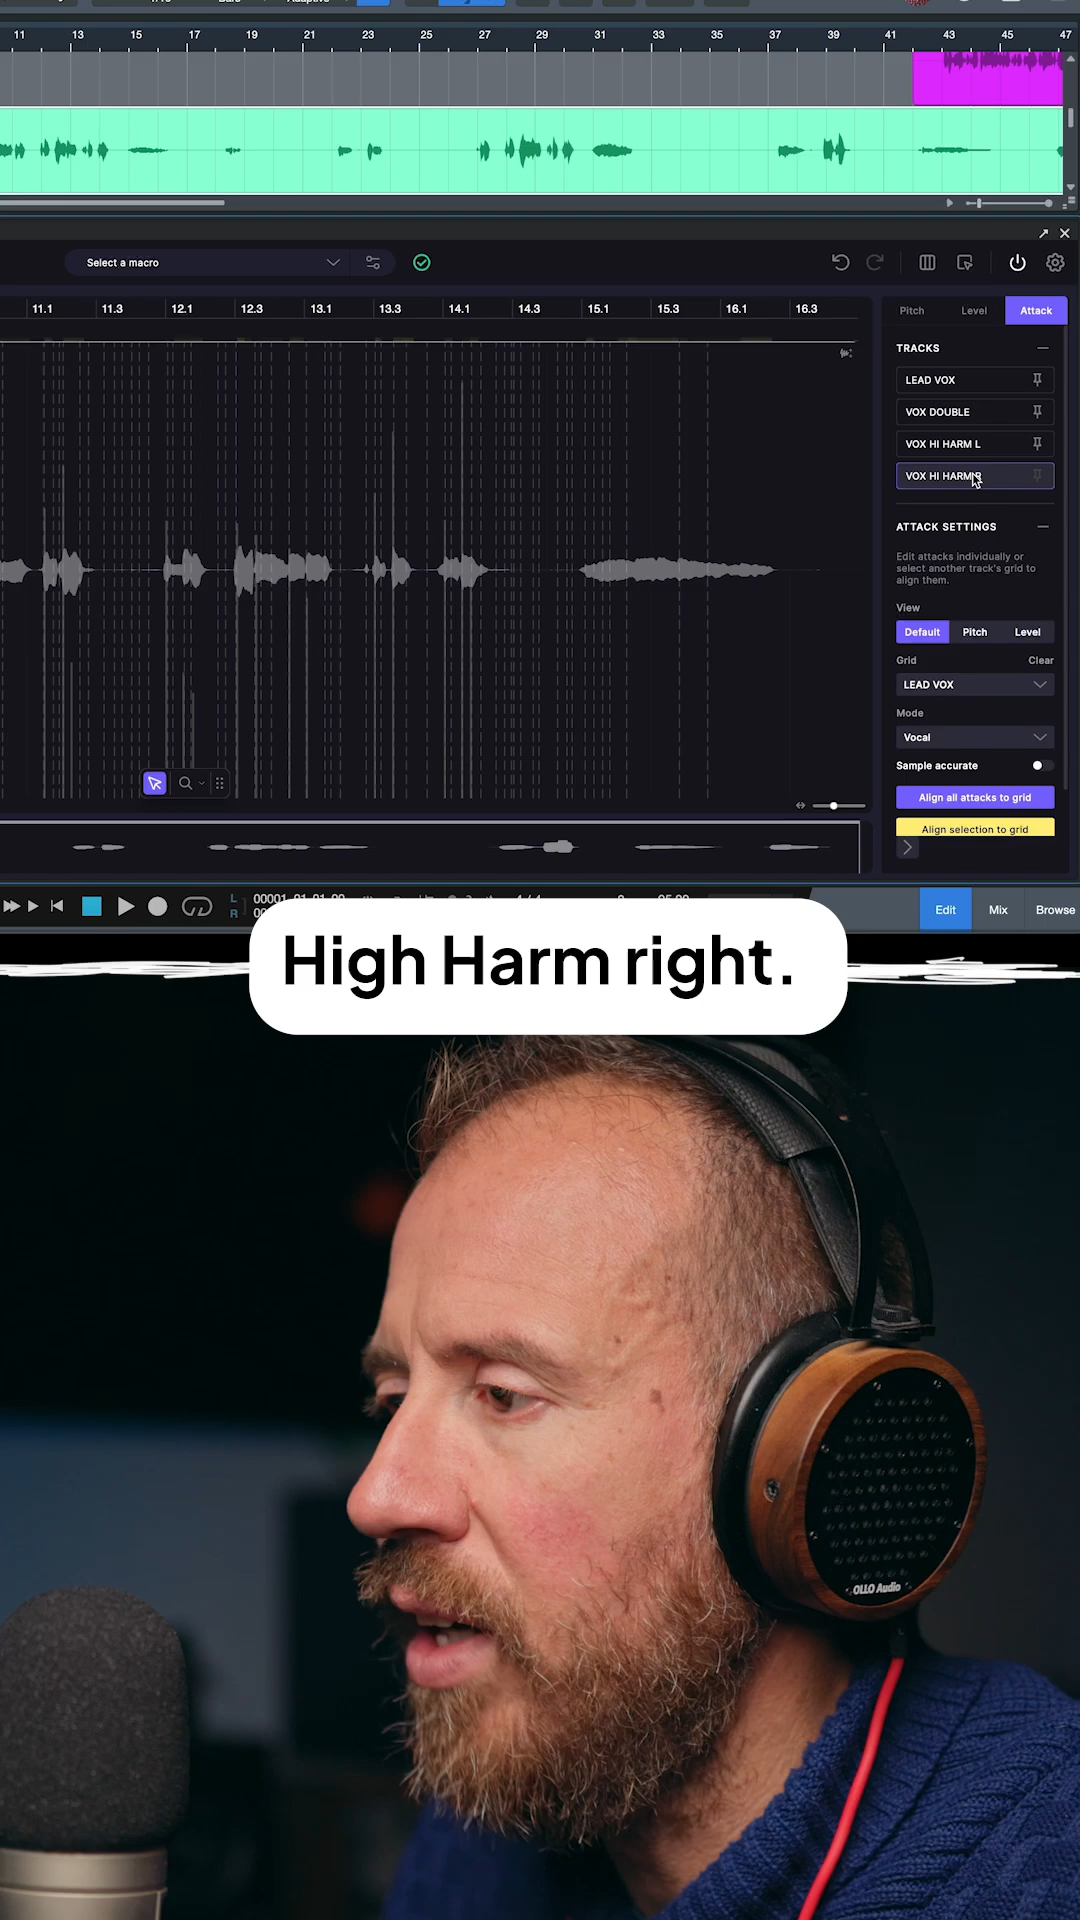 11 13 15 17 19 21 23 25 27 29 31 33 35 37 39 41 43 45 47
Select a macro
11.1 11.3 12.1 12.3 13.1 13.3 14.1 14.3 15.1 15.3 16.1 16.3
Pitch Level Attack
TRACKS
LEAD VOX
VOX DOUBLE
VOX HI HARM L
VOX HI HARM R
ATTACK SETTINGS
Edit attacks individually or
select another track's grid to
align them.
View
Default Pitch Level
Grid Clear
LEAD VOX
Mode
Vocal
Sample accurate
Align all attacks to grid
Align selection to grid
L
R
Edit Mix Browse
High Harm right.
OLLO Audio